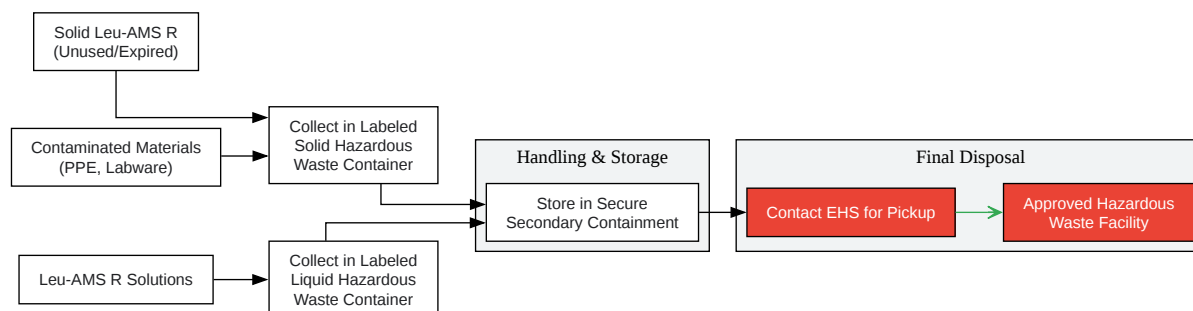 Solid Leu-AMS R
(Unused/Expired)
Contaminated Materials
(PPE, Labware)
Leu-AMS R Solutions
Collect in Labeled
Solid Hazardous
Waste Container
Collect in Labeled
Liquid Hazardous
Waste Container
Handling & Storage
Store in Secure
Secondary Containment
Final Disposal
Contact EHS for Pickup
Approved Hazardous
Waste Facility